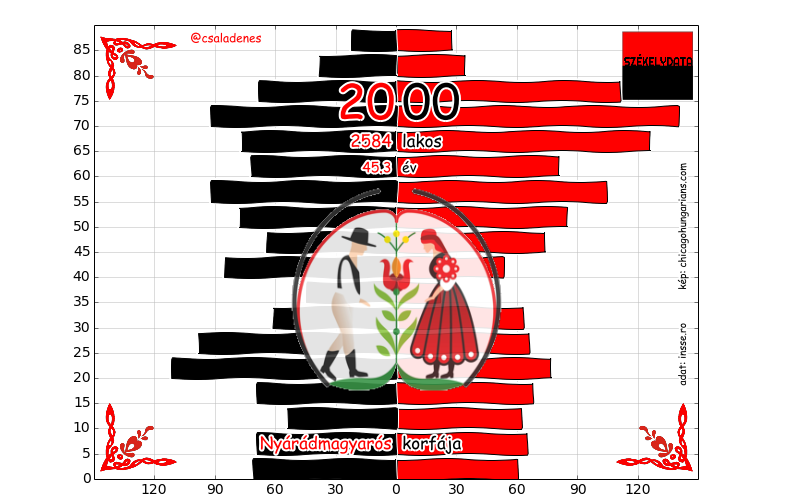 @csaladenes
SZÉKELYDATA
2000
2584 lakos
45.3 év
kép: chicagohungarians.com
adat: insse.ro
Nyárádmagyarós korfája
85
80
75
70
65
60
55
50
45
40
35
30
25
20
15
10
5
0
120 90 60 30 0 30 60 90 120